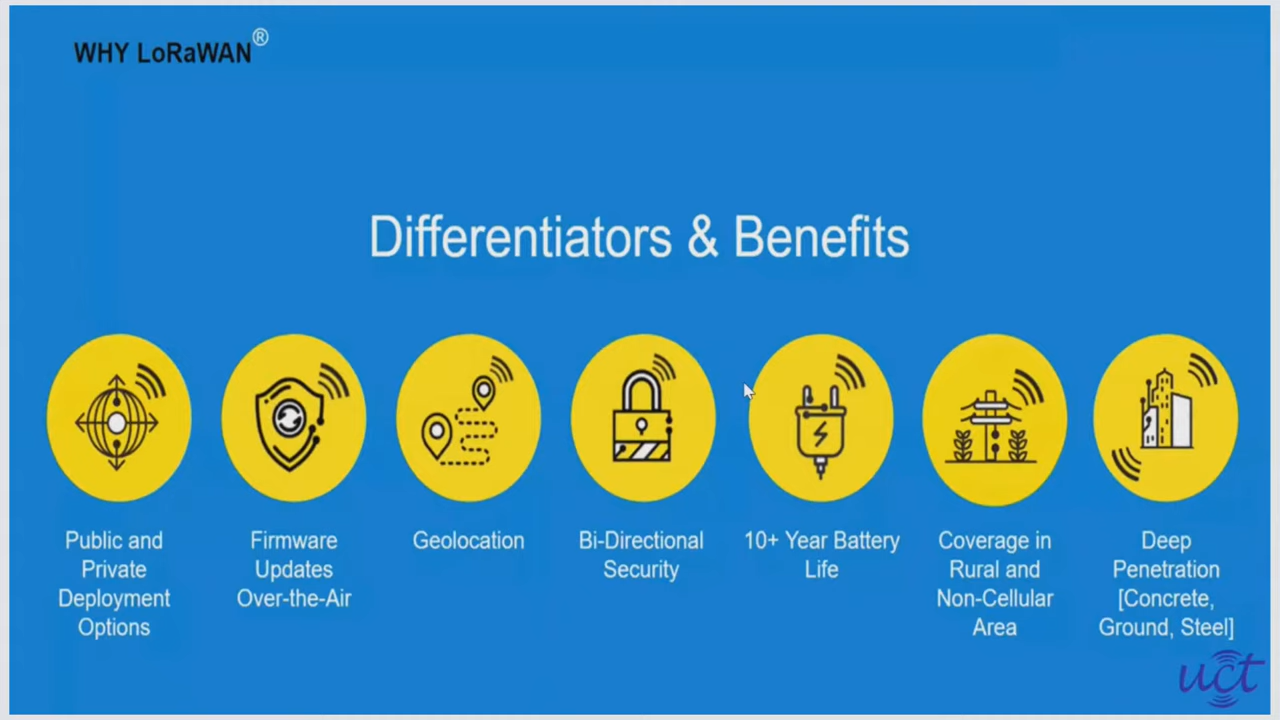 WHY LoRaWAN®
Differentiators & Benefits
Public and
Private
Deployment
Options
Firmware
Updates
Over-the-Air
Geolocation
Bi-Directional
Security
10+ Year Battery
Life
Coverage in
Rural and
Non-Cellular
Area
Deep
Penetration
[Concrete,
Ground, Steel]
uct